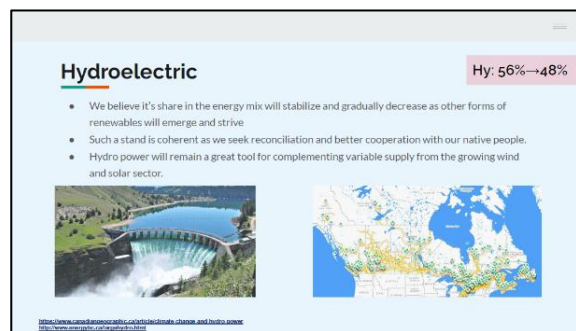 Hydroelectric
Hy: 56%→48%
● We believe it's share in the energy mix will stabilize and gradually decrease as other forms of
renewables will emerge and strive
● Such a stand is coherent as we seek reconciliation and better cooperation with our native people.
● Hydro power will remain a great tool for complementing variable supply from the growing wind
and solar sector.
https://www.canadiangeographic.ca/article/climate-change-and-hydro-power
http://www.energybc.ca/largehydro.html